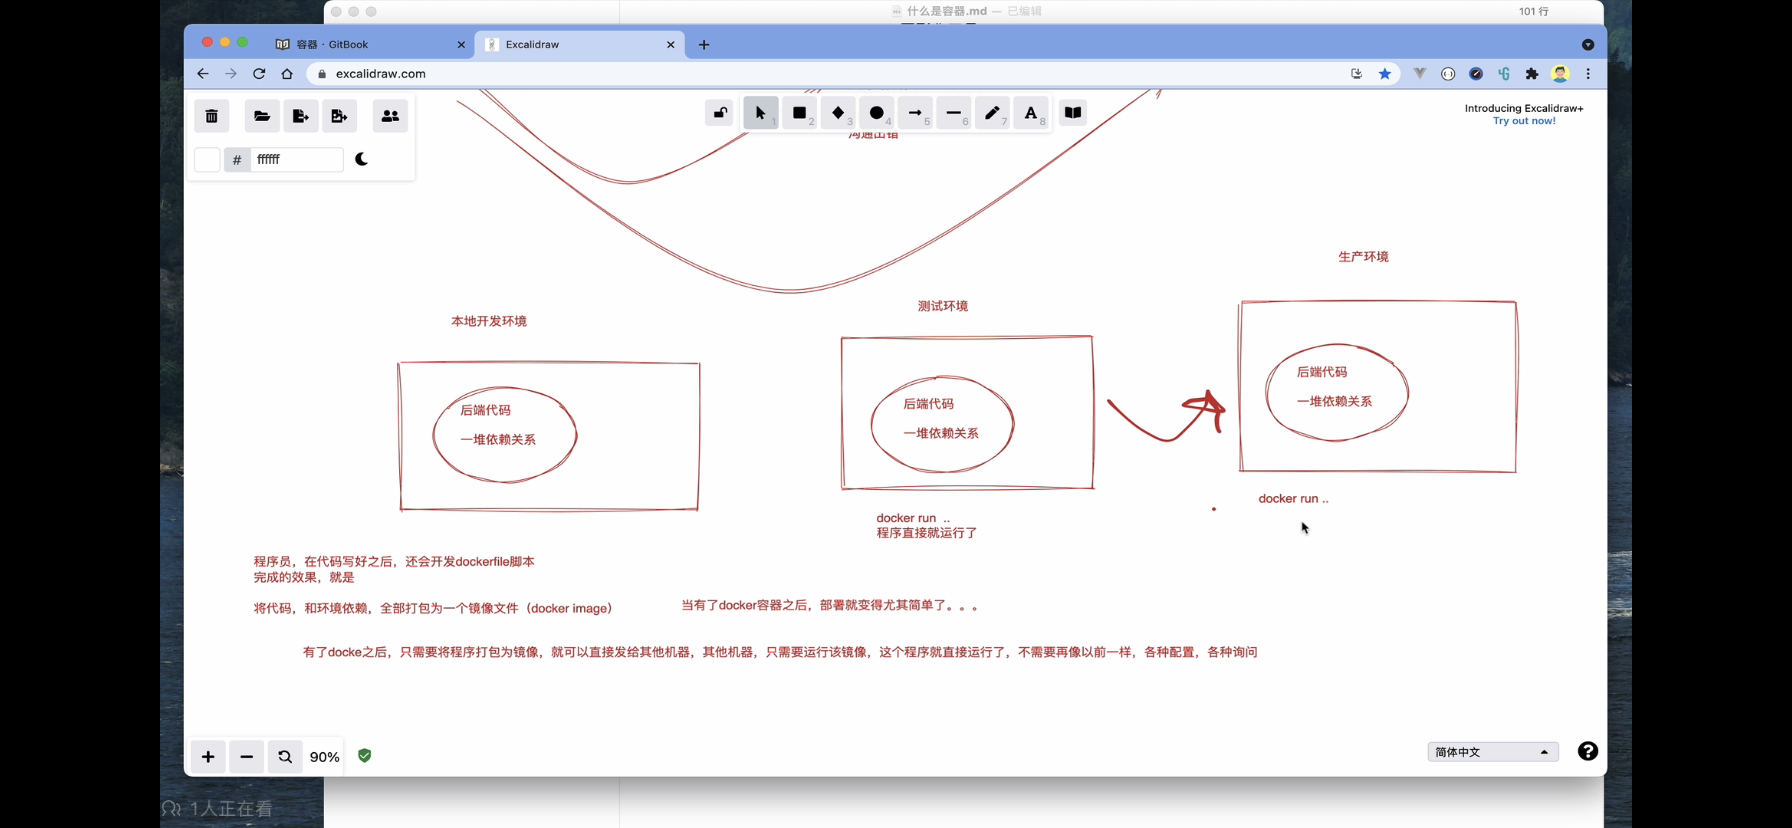 什么是容器.md — 已编辑
101 行
容器 · GitBook
Excalidraw
excalidraw.com
Introducing Excalidraw+
Try out now!
# ffffff
1
2
3
4
5
6
A 8
7
沟通出错
生产环境
测试环境
本地开发环境
后端代码
一堆依赖关系
后端代码
一堆依赖关系
后端代码
一堆依赖关系
docker run ..
docker run ..
程序直接就运行了
程序员，在代码写好之后，还会开发dockerfile脚本
完成的效果，就是
将代码，和环境依赖，全部打包为一个镜像文件（docker image）
当有了docker容器之后，部署就变得尤其简单了。。。
有了docke之后，只需要将程序打包为镜像，就可以直接发给其他机器，其他机器，只需要运行该镜像，这个程序就直接运行了，不需要再像以前一样，各种配置，各种询问
90%
简体中文
1人正在看